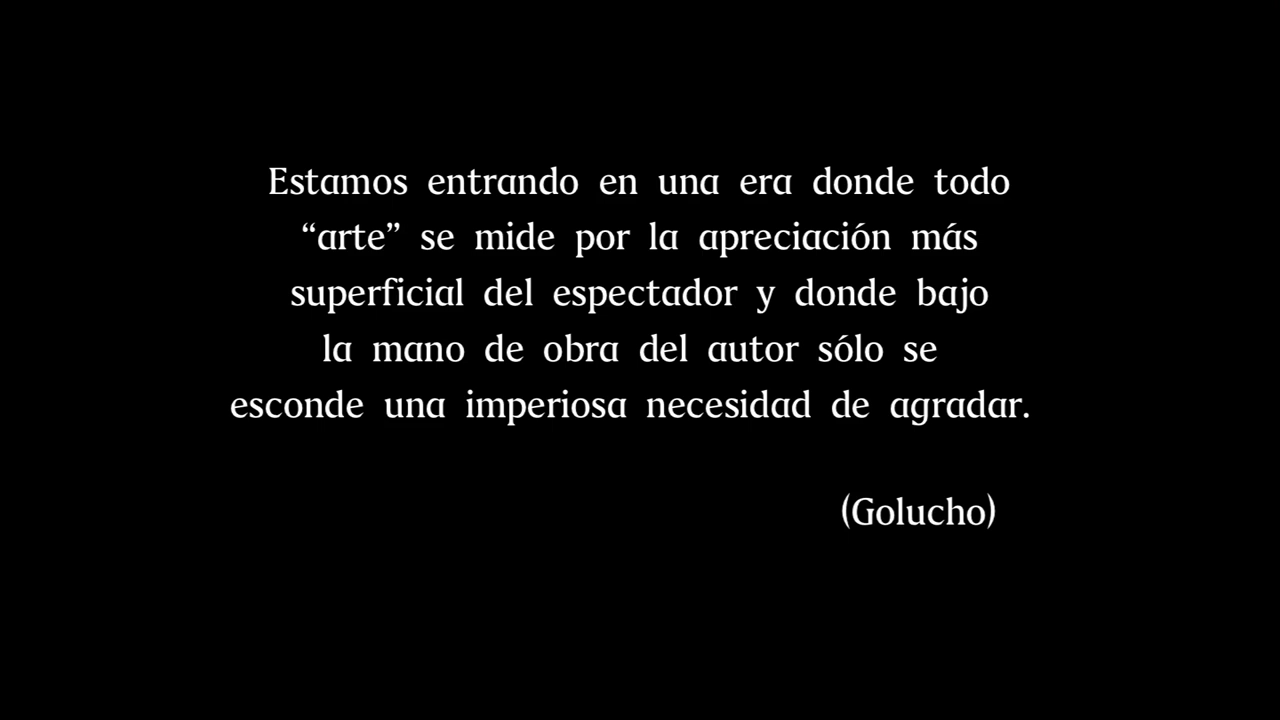 Estamos entrando en una era donde todo
“arte” se mide por la apreciación más
superficial del espectador y donde bajo
la mano de obra del autor sólo se
esconde una imperiosa necesidad de agradar.
(Golucho)